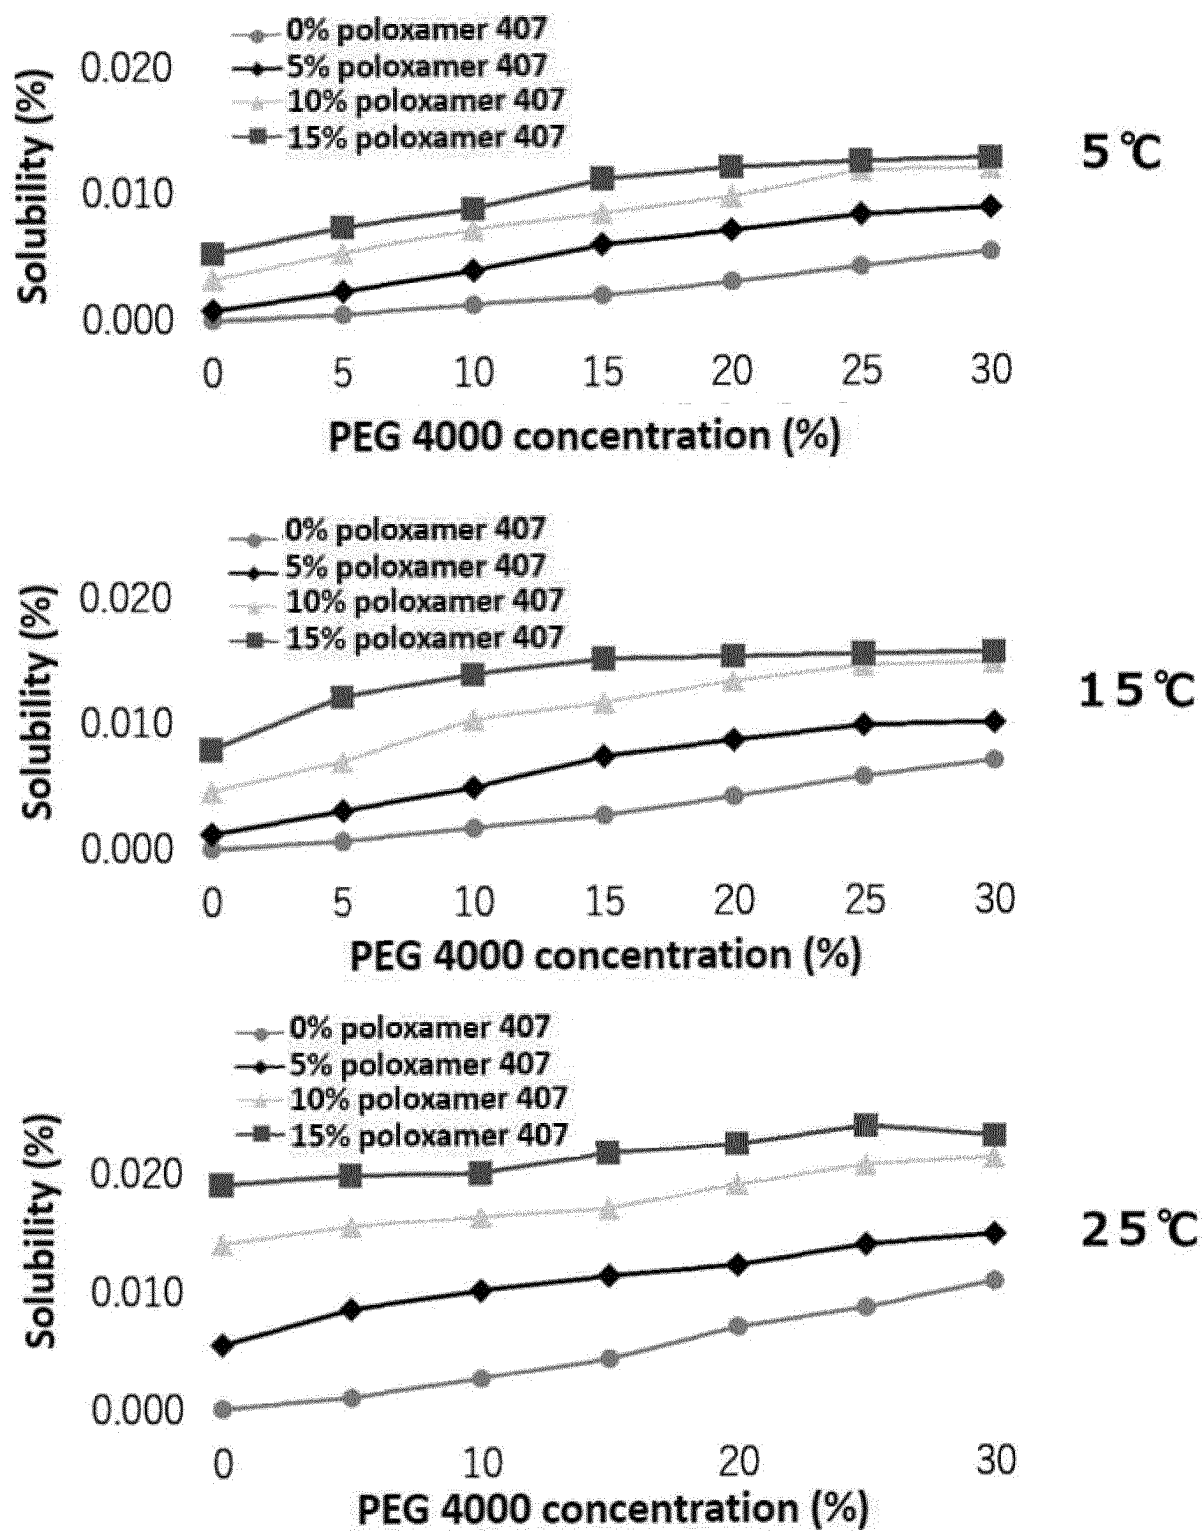 0% poloxamer 407
5% poloxamer 407
10% poloxamer 407
15% poloxamer 407
Solubility (%)
0.020
0.010
0.000
0 5 10 15 20 25 30
PEG 4000 concentration (%)
5℃
0% poloxamer 407
5% poloxamer 407
10% poloxamer 407
15% poloxamer 407
Solubility (%)
0.020
0.010
0.000
0 5 10 15 20 25 30
PEG 4000 concentration (%)
15℃
0% poloxamer 407
5% poloxamer 407
10% poloxamer 407
15% poloxamer 407
Solubility (%)
0.020
0.010
0.000
0 10 20 30
PEG 4000 concentration (%)
25℃